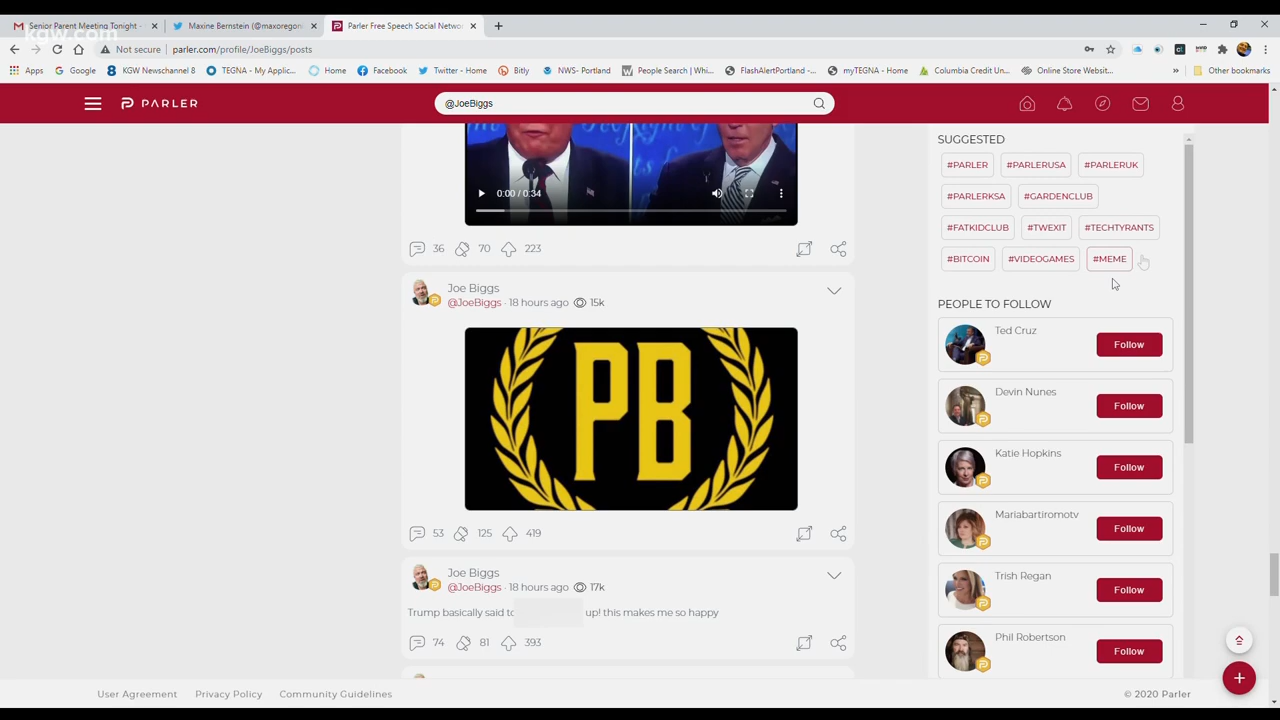 Senior Parent Meeting Tonight -
Maxine Bernstein (@maxoregon
Parler Free Speech Social Netwo
kgw.com
Not secure
parler.com/profile/JoeBiggs/posts
Apps
Google
KGW Newschannel 8
TEGNA - My Applic...
Home
Facebook
Twitter - Home
Bitly
NWS- Portland
People Search | Whi...
FlashAlertPortland -...
myTEGNA - Home
Columbia Credit Un...
Online Store Websit...
Other bookmarks
PARLER
@JoeBiggs
0:00 / 0:34
36
70
223
Joe Biggs
@JoeBiggs · 18 hours ago 15k
PB
53
125
419
Joe Biggs
@JoeBiggs · 18 hours ago 17k
Trump basically said to up! this makes me so happy
74
81
393
SUGGESTED
#PARLER
#PARLERUSA
#PARLERUK
#PARLERKSA
#GARDENCLUB
#FATKIDCLUB
#TWEXIT
#TECHTYRANTS
#BITCOIN
#VIDEOGAMES
#MEME
PEOPLE TO FOLLOW
Ted Cruz
Follow
Devin Nunes
Follow
Katie Hopkins
Follow
Mariabartiromotv
Follow
Trish Regan
Follow
Phil Robertson
Follow
User Agreement
Privacy Policy
Community Guidelines
© 2020 Parler